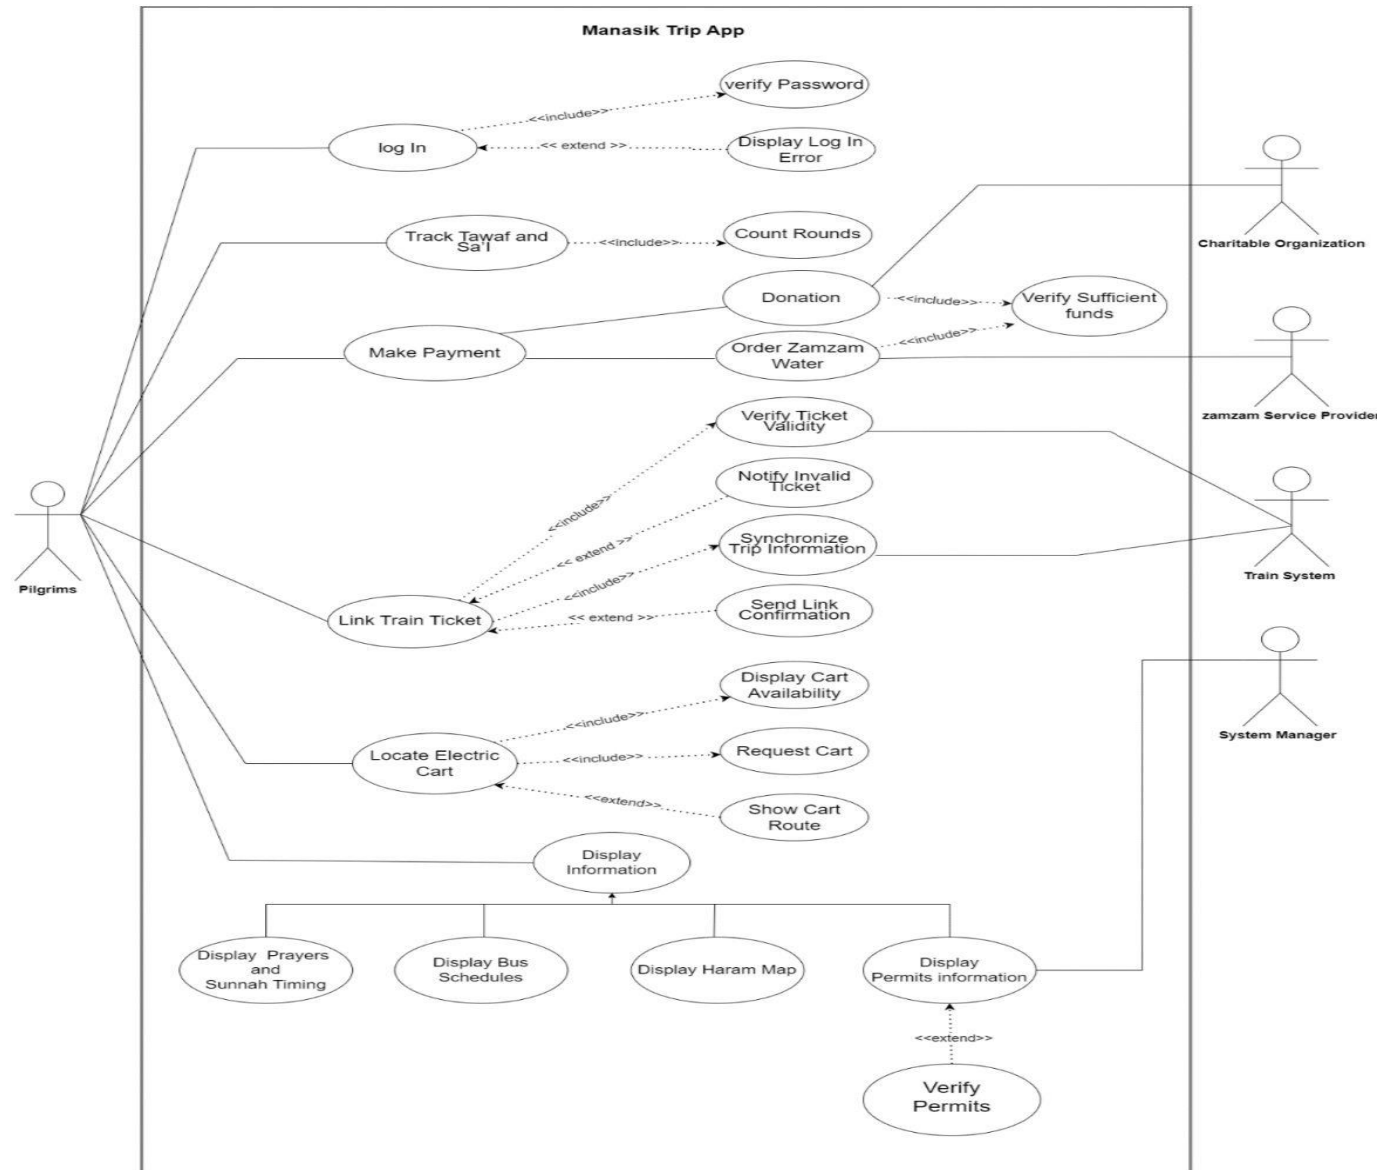 Manasik Trip App
verify Password
<<include>>
log In
<< extend >>
Display Log In
Error
Charitable Organization
Track Tawaf and
Sa'I
<<include>>
Count Rounds
Donation
<<include>>
Verify Sufficient
funds
<<include>>
Make Payment
Order Zamzam
Water
zamzam Service Provider
Verify Ticket
Validity
<<include>>
Notify Invalid
Ticket
<< extend >>
Synchronize
Trip Information
<<include>>
Train System
Pilgrims
Link Train Ticket
<< extend >>
Send Link
Confirmation
Display Cart
Availability
<<include>>
System Manager
Locate Electric
Cart
<<include>>
Request Cart
<<extend>>
Show Cart
Route
Display
Information
Display Prayers
and
Sunnah Timing
Display Bus
Schedules
Display Haram Map
Display
Permits information
<<extend>>
Verify
Permits